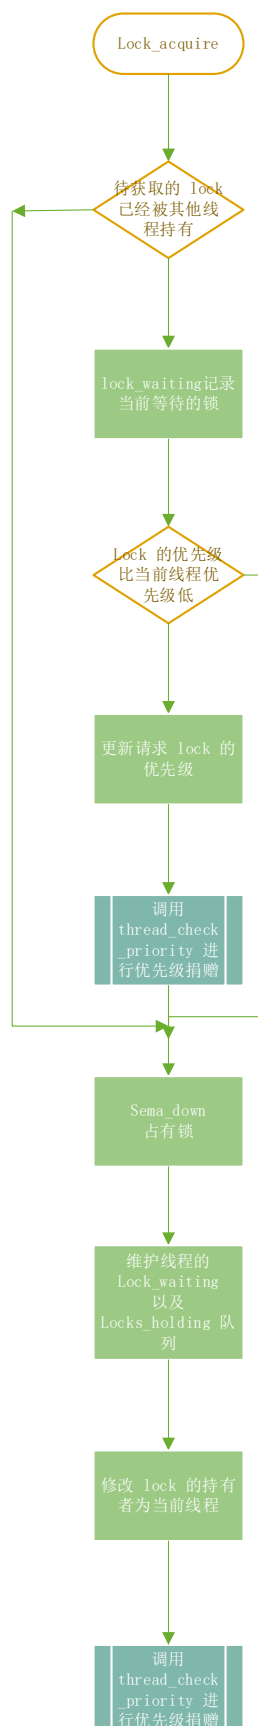 Lock_acquire
待获取的 lock
已经被其他线
程持有
lock_waiting记录
当前等待的锁
Lock 的优先级
比当前线程优
先级低
更新请求 lock 的
优先级
调用
thread_check
_priority 进
行优先级捐赠
Sema_down
占有锁
维护线程的
Lock_waiting
以及
Locks_holding 队
列
修改 lock 的持有
者为当前线程
调用
thread_check
_priority 进
行优先级捐赠